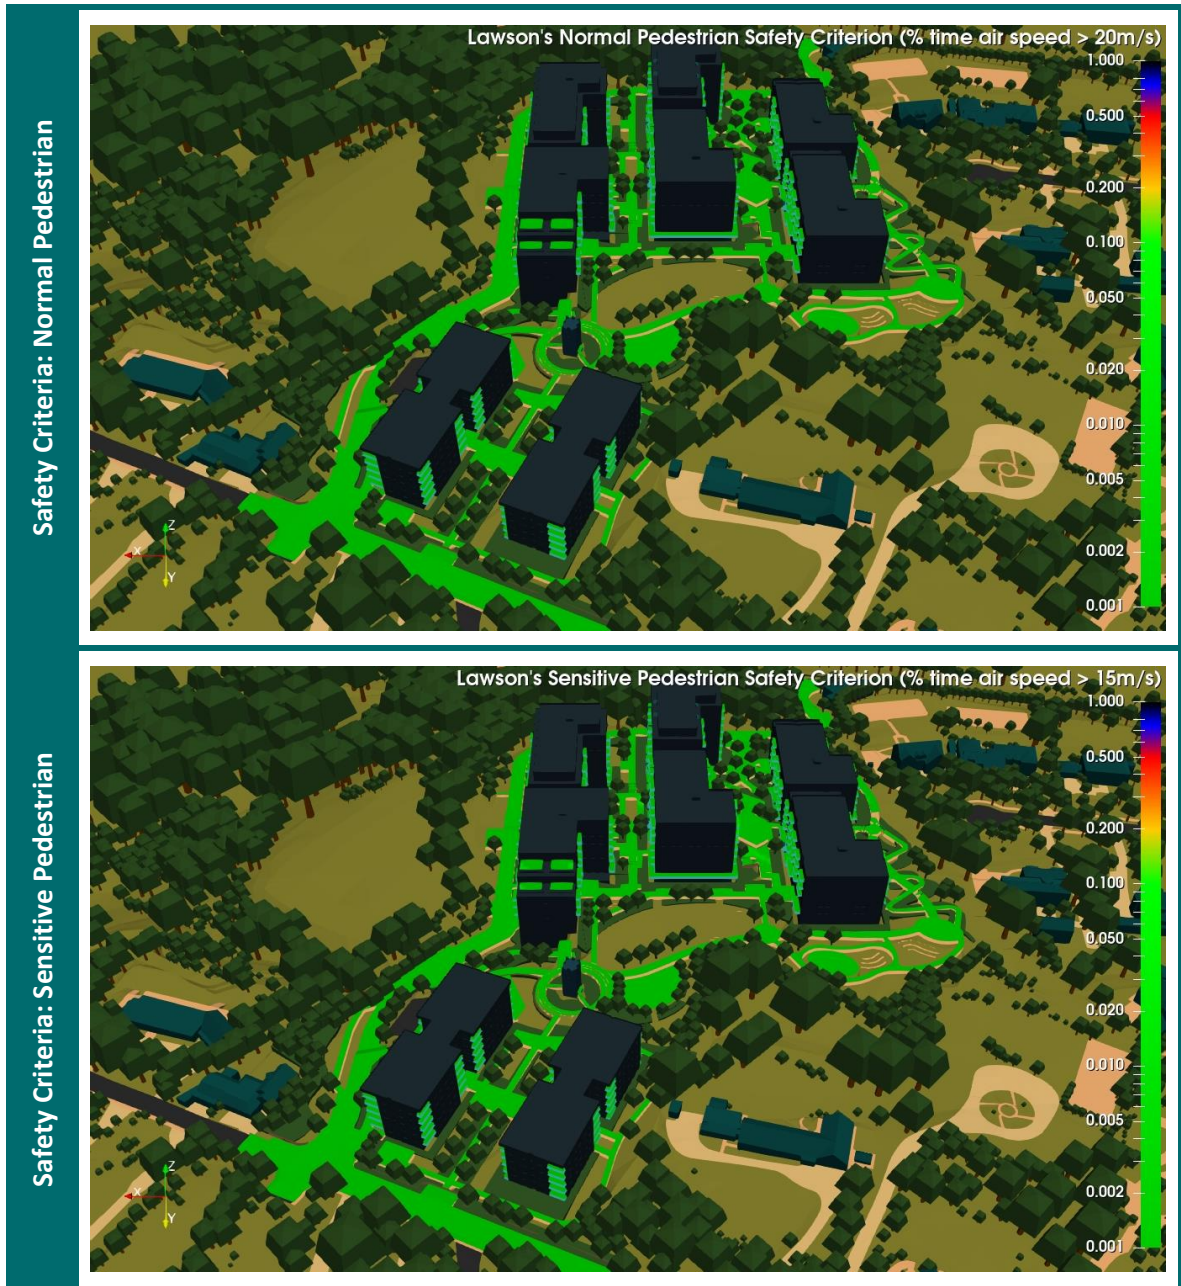 Safety Criteria: Normal Pedestrian
Lawson's Normal Pedestrian Safety Criterion (% time air speed > 20m/s)
1.000
0.500
0.200
0.100
0.050
0.020
0.010
0.005
0.002
0.001
Z
X
Y
Safety Criteria: Sensitive Pedestrian
Lawson's Sensitive Pedestrian Safety Criterion (% time air speed > 15m/s)
1.000
0.500
0.200
0.100
0.050
0.020
0.010
0.005
0.002
0.001
Z
X
Y